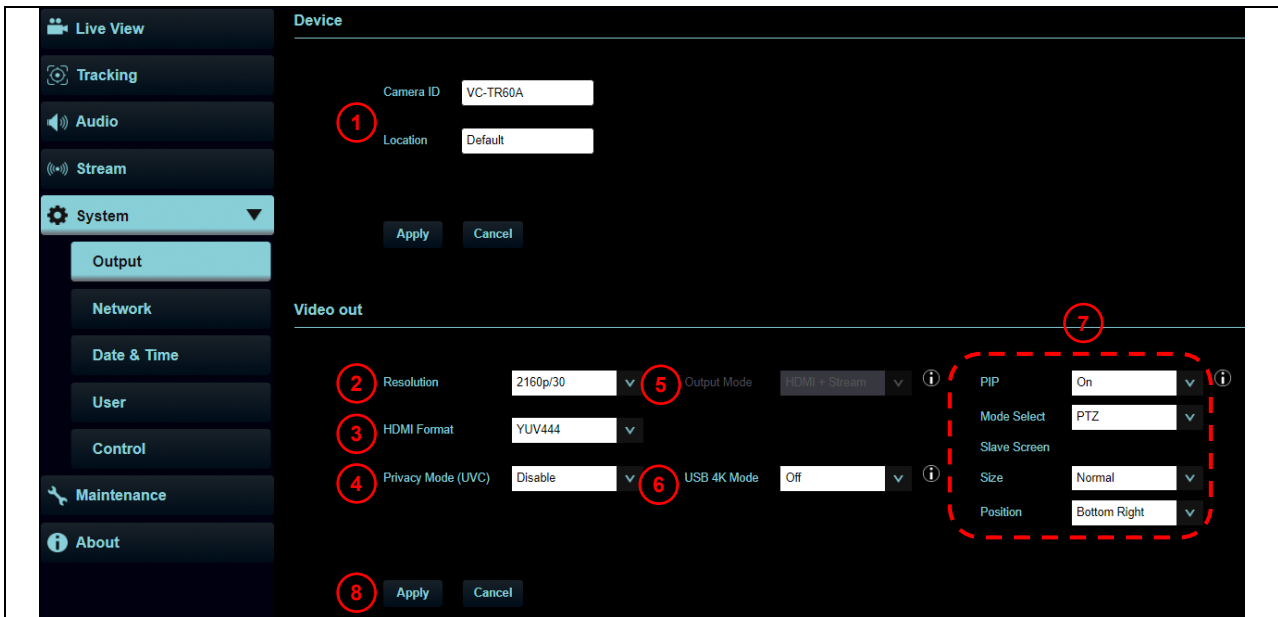 Live View
Tracking
Audio
Stream
System
Output
Network
Date & Time
User
Control
Maintenance
About
Device
Camera ID VC-TR60A
1
Location Default
Apply Cancel
Video out
7
2 Resolution 2160p/30 5 Output Mode HDMI + Stream PIP On
3 HDMI Format YUV444 Mode Select PTZ
Slave Screen
4 Privacy Mode (UVC) Disable 6 USB 4K Mode Off Size Normal
Position Bottom Right
8 Apply Cancel